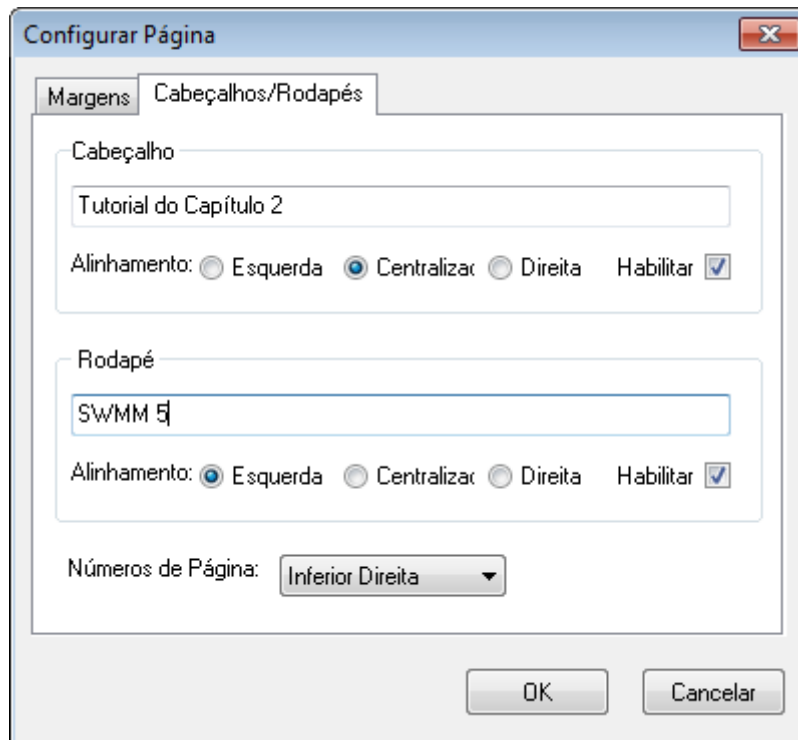 Configurar Página
Margens Cabeçalhos/Rodapés
Cabeçalho
Tutorial do Capítulo 2
Alinhamento: Esquerda Centralizac Direita Habilitar
Rodapé
SWMM 5
Alinhamento: Esquerda Centralizac Direita Habilitar
Números de Página: Inferior Direita
OK Cancelar